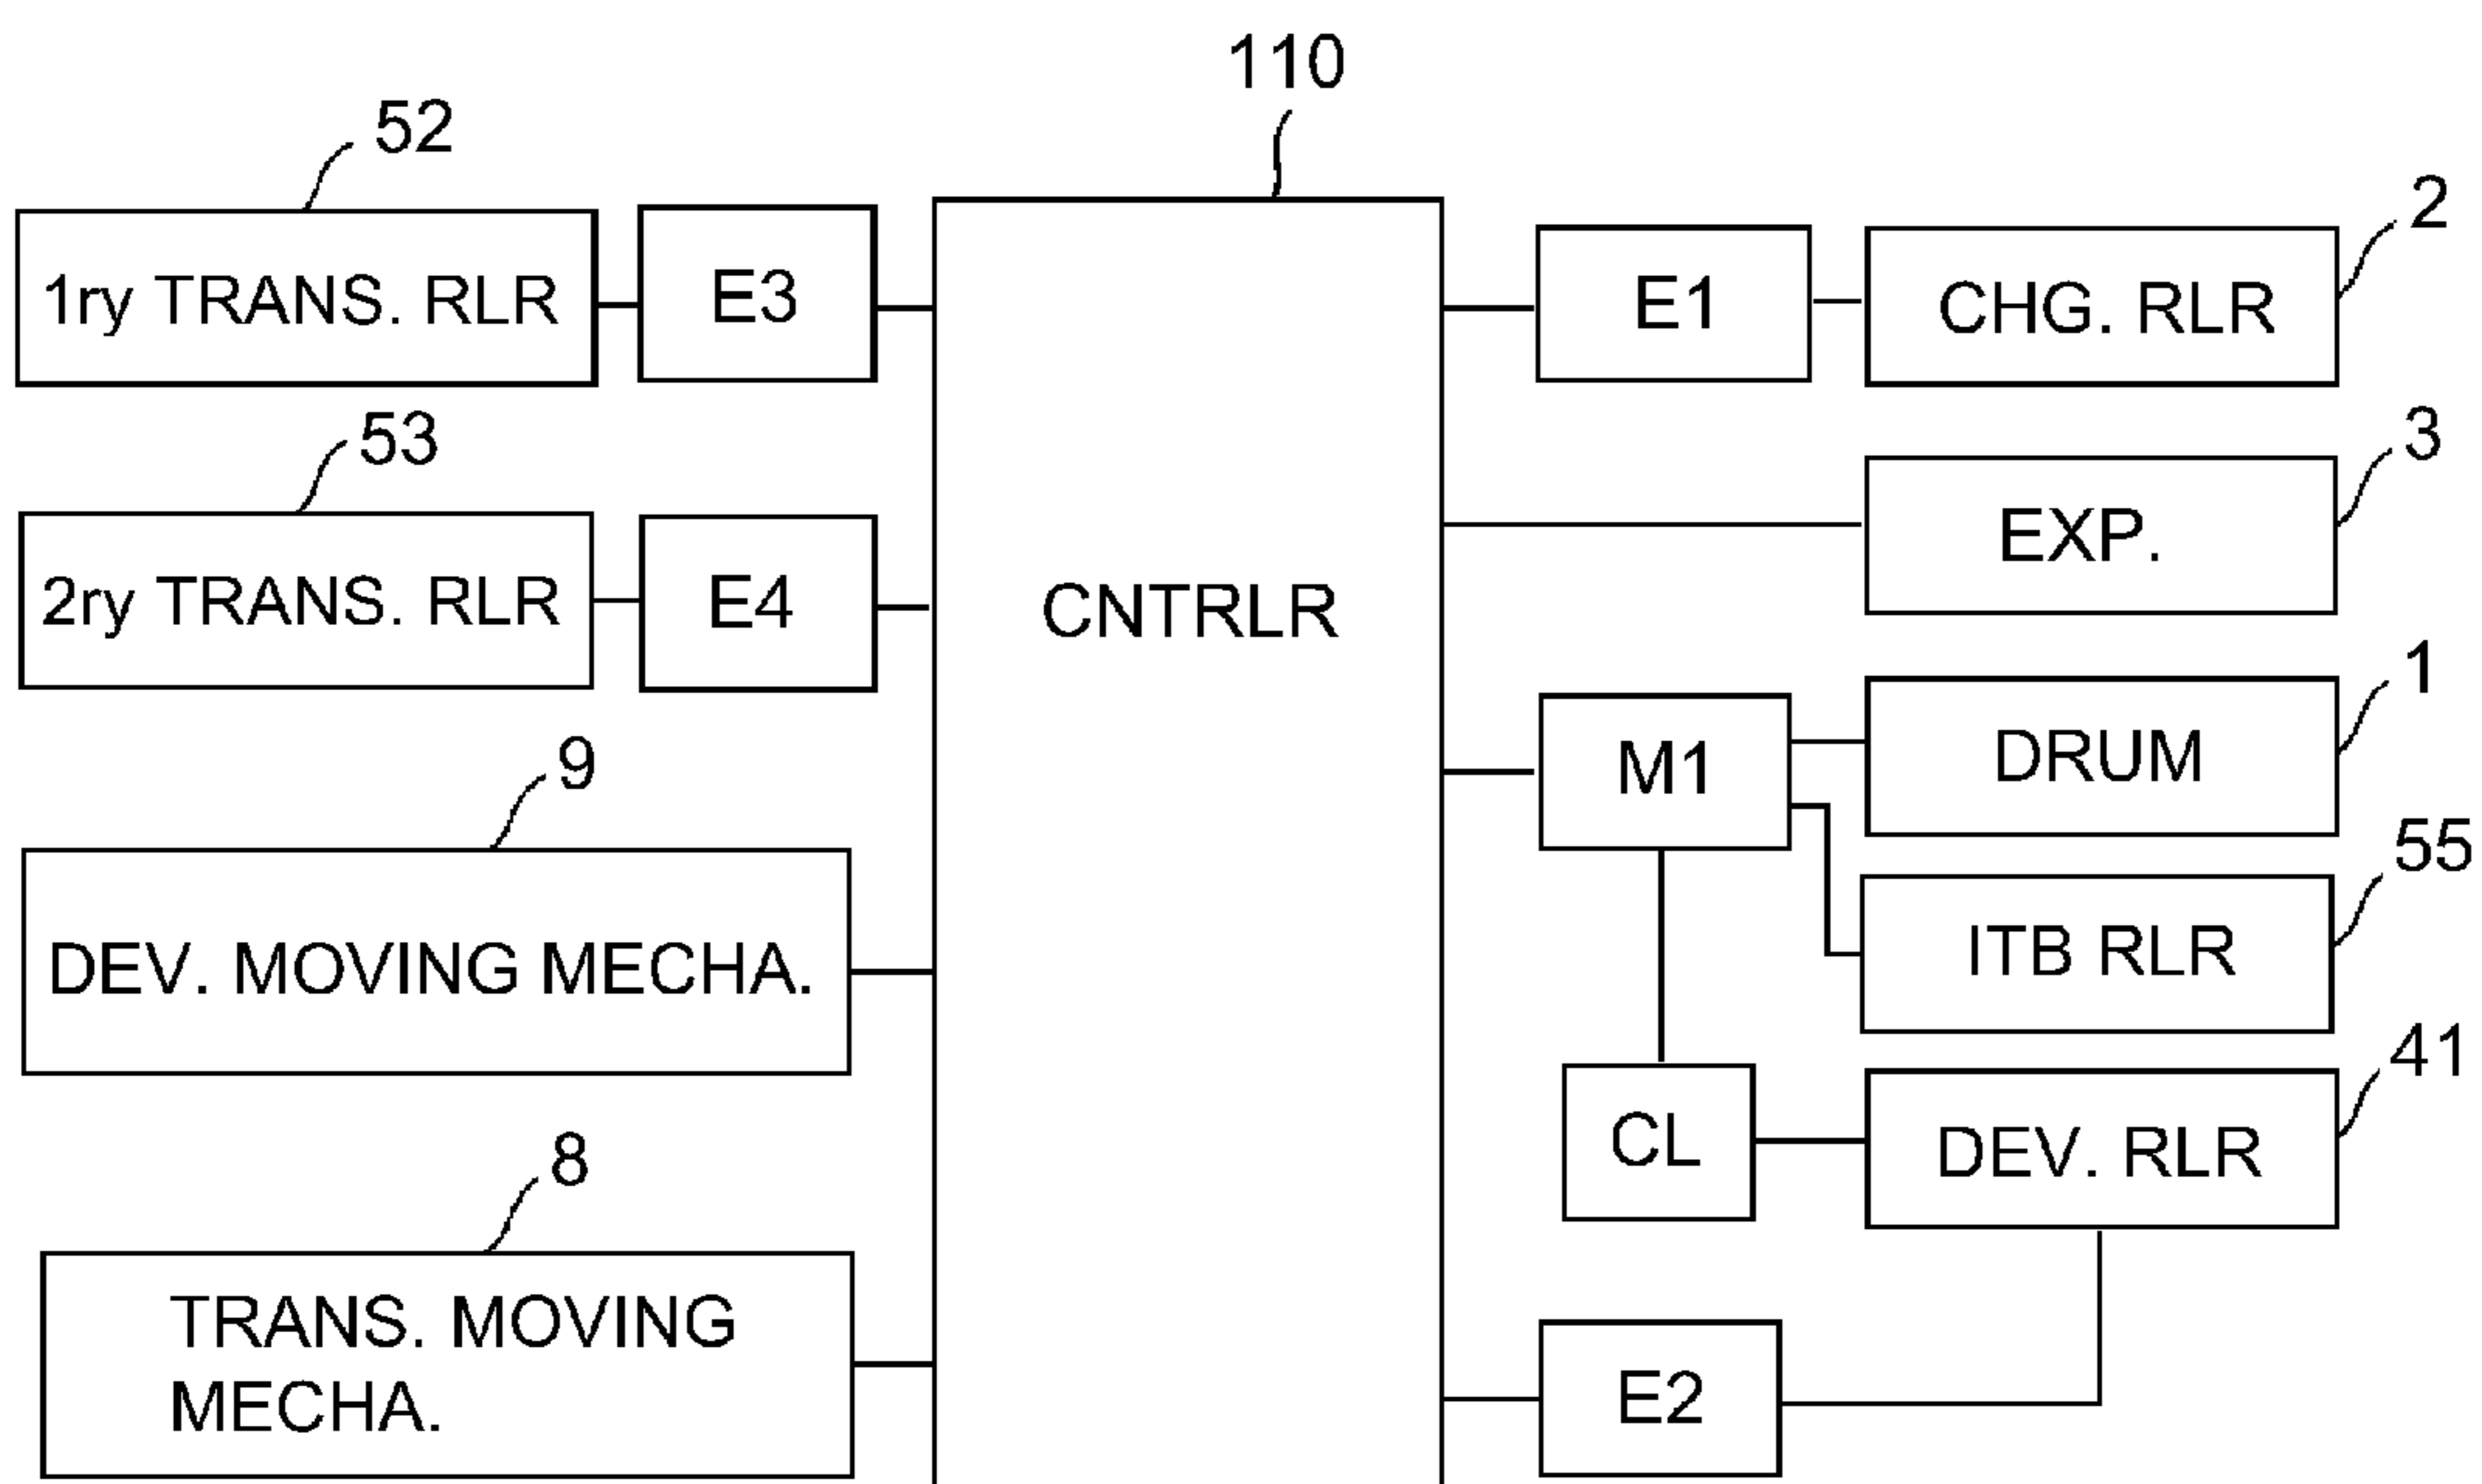 110
52
2
1ry TRANS. RLR
E3
E1
CHG. RLR
53
3
2ry TRANS. RLR
E4
CNTRLR
EXP.
1
9
M1
DRUM
55
DEV. MOVING MECHA.
ITB RLR
41
8
CL
DEV. RLR
TRANS. MOVING
MECHA.
E2